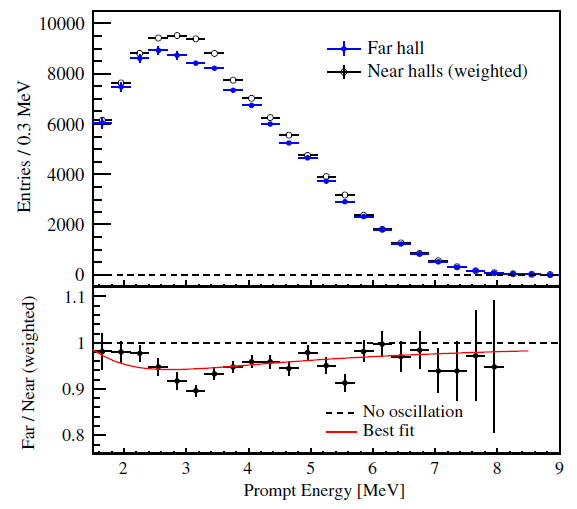 10000
8000
6000
4000
2000
0
Entries / 0.3 MeV
Far hall
Near halls (weighted)
1.1
1
0.9
0.8
Far / Near (weighted)
No oscillation
Best fit
2 3 4 5 6 7 8 9
Prompt Energy [MeV]